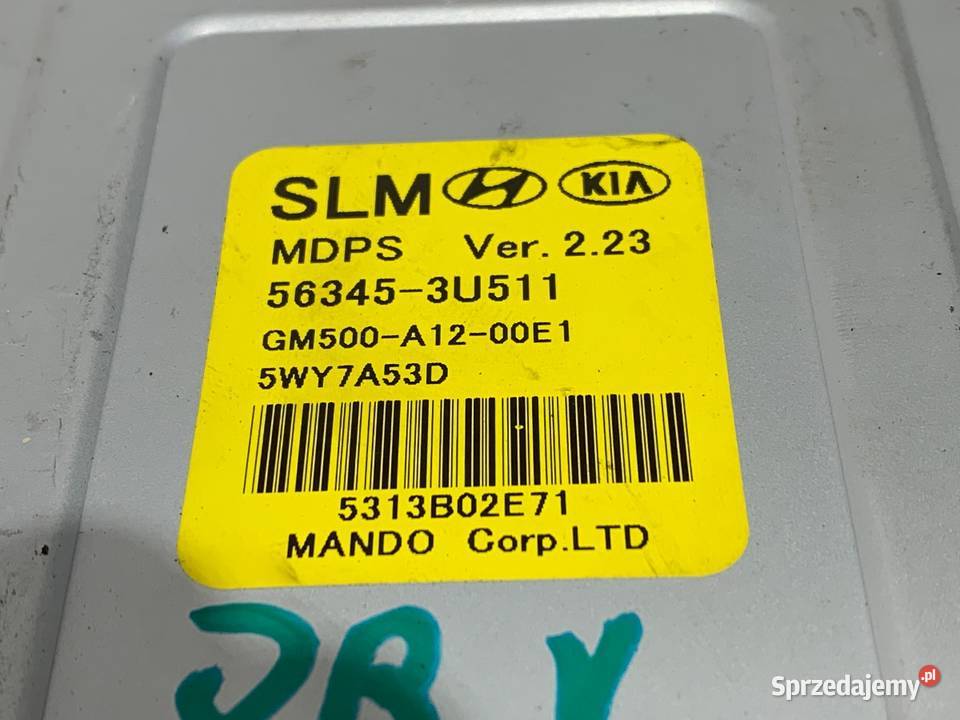 SLM KIA
MDPS Ver. 2.23
56345-3U511
GM500-A12-00E1
5WY7A53D
5313B02E71
MANDO Corp.LTD
Sprzedajemy.pl